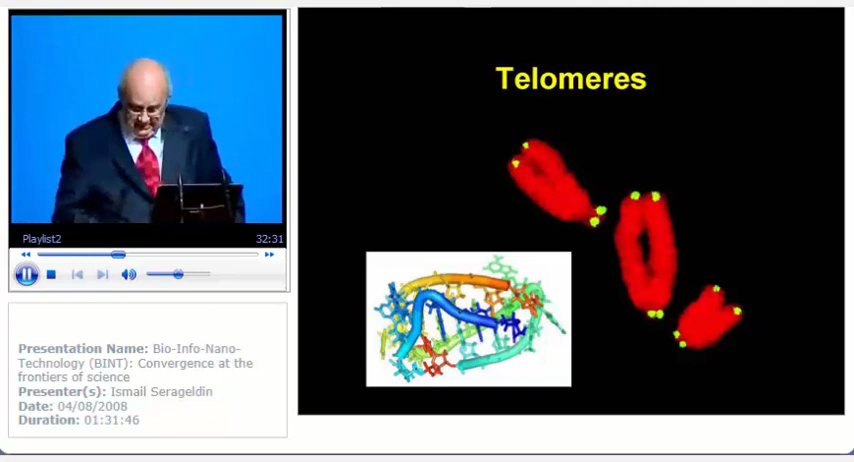 Telomeres
Playlist2
32:31
Presentation Name: Bio-Info-Nano-
Technology (BINT): Convergence at the
frontiers of science
Presenter(s): Ismail Serageldin
Date: 04/08/2008
Duration: 01:31:46